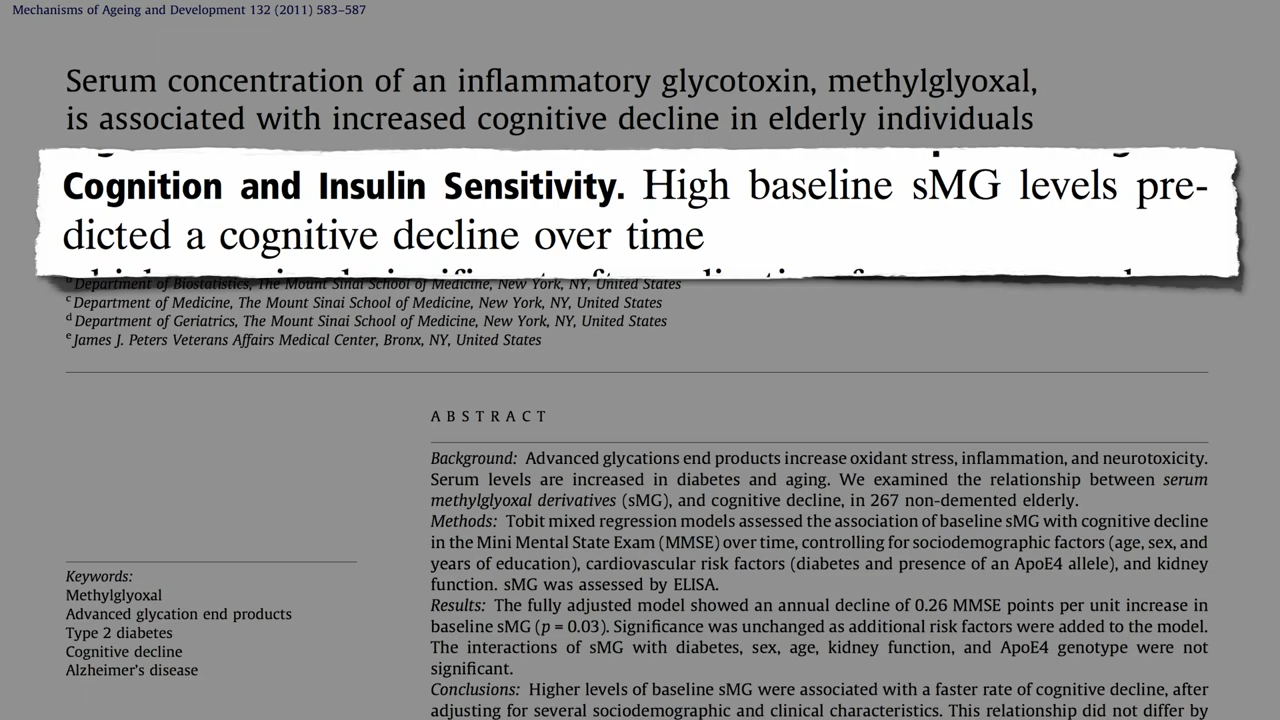 Mechanisms of Ageing and Development 132 (2011) 583–587
Serum concentration of an inflammatory glycotoxin, methylglyoxal,
is associated with increased cognitive decline in elderly individuals
Cognition and Insulin Sensitivity. High baseline sMG levels pre-
dicted a cognitive decline over time
b Department of Biostatistics, The Mount Sinai School of Medicine, New York, NY, United States
c Department of Medicine, The Mount Sinai School of Medicine, New York, NY, United States
d Department of Geriatrics, The Mount Sinai School of Medicine, New York, NY, United States
e James J. Peters Veterans Affairs Medical Center, Bronx, NY, United States
ABSTRACT
Background: Advanced glycations end products increase oxidant stress, inflammation, and neurotoxicity.
Serum levels are increased in diabetes and aging. We examined the relationship between serum
methylglyoxal derivatives (sMG), and cognitive decline, in 267 non-demented elderly.
Methods: Tobit mixed regression models assessed the association of baseline sMG with cognitive decline
in the Mini Mental State Exam (MMSE) over time, controlling for sociodemographic factors (age, sex, and
years of education), cardiovascular risk factors (diabetes and presence of an ApoE4 allele), and kidney
function. sMG was assessed by ELISA.
Results: The fully adjusted model showed an annual decline of 0.26 MMSE points per unit increase in
baseline sMG (p = 0.03). Significance was unchanged as additional risk factors were added to the model.
The interactions of sMG with diabetes, sex, age, kidney function, and ApoE4 genotype were not
significant.
Conclusions: Higher levels of baseline sMG were associated with a faster rate of cognitive decline, after
adjusting for several sociodemographic and clinical characteristics. This relationship did not differ by
Keywords:
Methylglyoxal
Advanced glycation end products
Type 2 diabetes
Cognitive decline
Alzheimer's disease